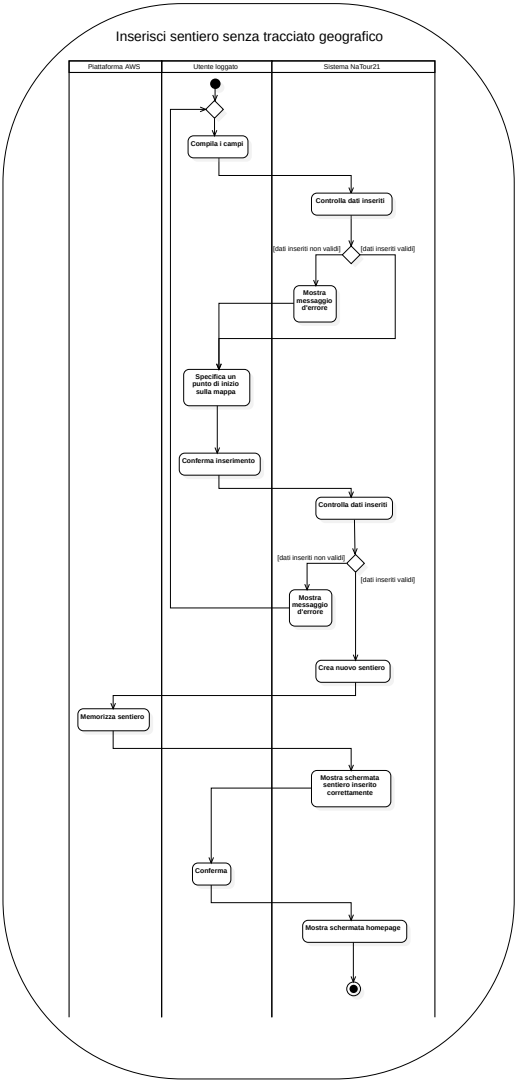 Inserisci sentiero senza tracciato geografico
Piattaforma AWS
Utente loggato
Sistema NaTour21
Compila i campi
Controlla dati inseriti
[dati inseriti non validi]
[dati inseriti validi]
Mostra
messaggio
d'errore
Specifica un
punto di inizio
sulla mappa
Conferma inserimento
Controlla dati inseriti
[dati inseriti non validi]
[dati inseriti validi]
Mostra
messaggio
d'errore
Crea nuovo sentiero
Memorizza sentiero
Mostra schermata
sentiero inserito
correttamente
Conferma
Mostra schermata homepage